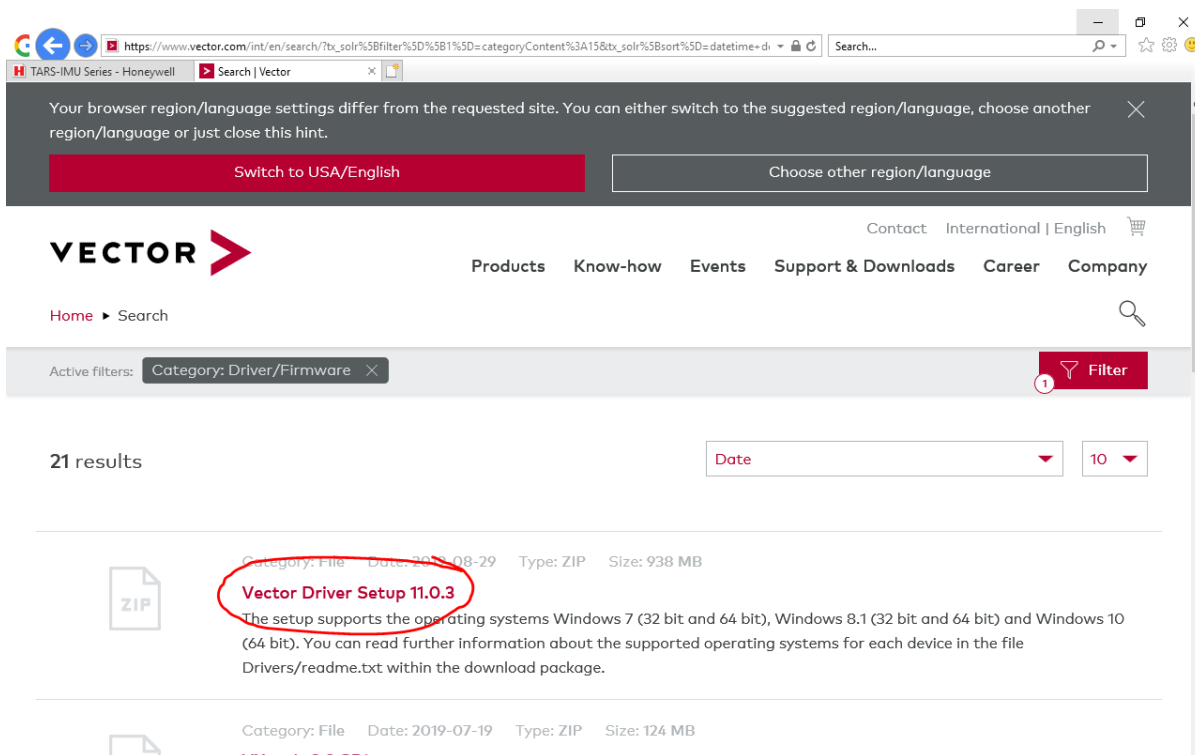 https://www.vector.com/int/en/search/?tx_solr%5Bfilter%5D%5B1%5D=categoryContent%3A15&tx_solr%5Bsort%5D=datetime+d
Search...
TARS-IMU Series - Honeywell
Search | Vector
Your browser region/language settings differ from the requested site. You can either switch to the suggested region/language, choose another
region/language or just close this hint.
Switch to USA/English
Choose other region/language
Contact International | English
VECTOR
Products Know-how Events Support & Downloads Career Company
Home ▸ Search
Active filters: Category: Driver/Firmware
1 Filter
21 results
Date
10
Category: File Date: 2019-08-29 Type: ZIP Size: 938 MB
ZIP
Vector Driver Setup 11.0.3
The setup supports the operating systems Windows 7 (32 bit and 64 bit), Windows 8.1 (32 bit and 64 bit) and Windows 10
(64 bit). You can read further information about the supported operating systems for each device in the file
Drivers/readme.txt within the download package.
Category: File Date: 2019-07-19 Type: ZIP Size: 124 MB